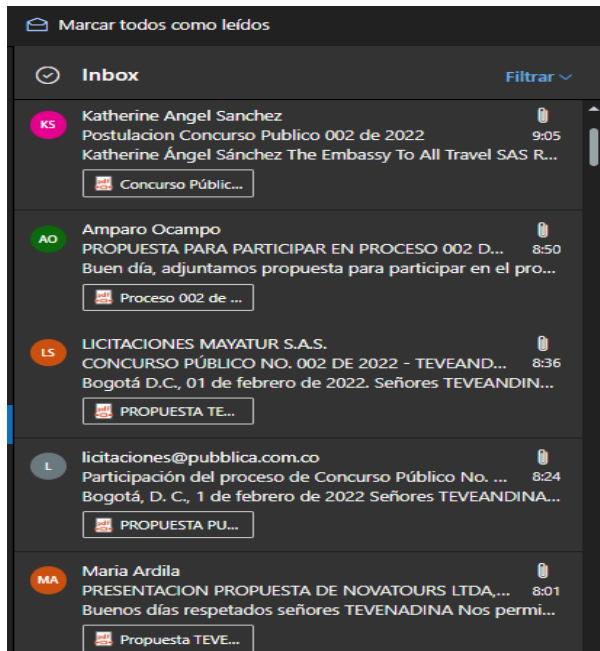 Marcar todos como leídos
Inbox
Filtrar
KS
Katherine Angel Sanchez
Postulacion Concurso Publico 002 de 2022 9:05
Katherine Ángel Sánchez The Embassy To All Travel SAS R...
pdf Concurso Públic...
AO
Amparo Ocampo
PROPUESTA PARA PARTICIPAR EN PROCESO 002 D... 8:50
Buen día, adjuntamos propuesta para participar en el pro...
pdf Proceso 002 de ...
LS
LICITACIONES MAYATUR S.A.S.
CONCURSO PÚBLICO NO. 002 DE 2022 - TEVEAND... 8:36
Bogotá D.C., 01 de febrero de 2022. Señores TEVEANDIN...
pdf PROPUESTA TE...
L
licitaciones@pubblica.com.co
Participación del proceso de Concurso Público No. ... 8:24
Bogotá, D. C., 1 de febrero de 2022 Señores TEVEANDINA...
pdf PROPUESTA PU...
MA
Maria Ardila
PRESENTACION PROPUESTA DE NOVATOURS LTDA,... 8:01
Buenos días respetados señores TEVENADINA Nos permi...
pdf Propuesta TEVE...